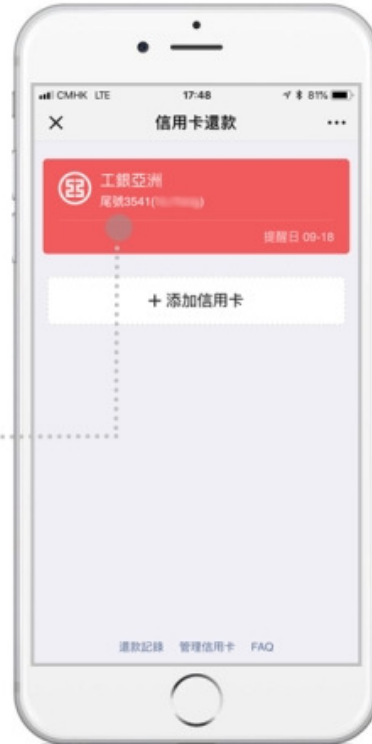 CMHK LTE 17:48 81%
信用卡還款
工銀亞洲
尾號3541(
提醒日 09-18
+ 添加信用卡
還款記錄 管理信用卡 FAQ